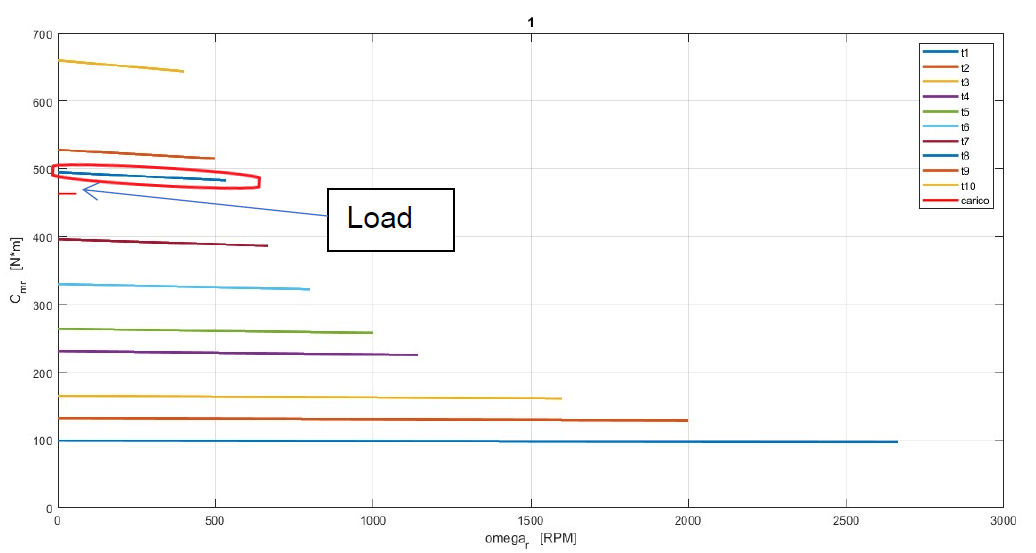 1
700
600
500
400
300
200
100
0
C_mr [N*m]
0 500 1000 1500 2000 2500 3000
omega_r [RPM]
Load
t1
t2
t3
t4
t5
t6
t7
t8
t9
t10
carico